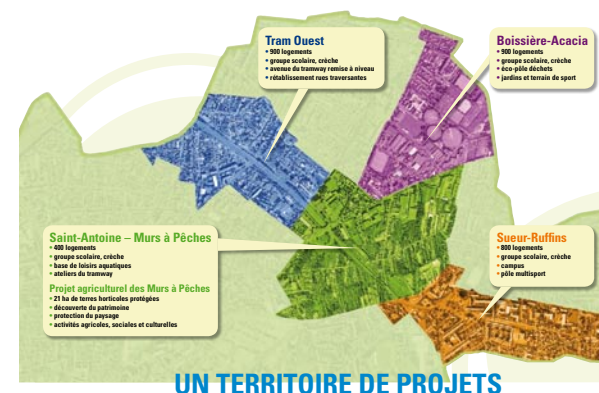 Tram Ouest
• 900 logements
• groupe scolaire, crèche
• avenue du tramway remise à niveau
• rétablissement rues traversantes
Boissière-Acacia
• 900 logements
• groupe scolaire, crèche
• éco-pôle déchets
• jardins et terrain de sport
Saint-Antoine – Murs à Pêches
• 400 logements
• groupe scolaire, crèche
• base de loisirs aquatiques
• ateliers du tramway
Projet agricole des Murs à Pêches
• 21 ha de terres horticoles protégées
• découverte du patrimoine
• protection du paysage
• activités agricoles, sociales et culturelles
Sueur-Ruffins
• 800 logements
• groupe scolaire, crèche
• campus
• pôle multisport
UN TERRITOIRE DE PROJETS